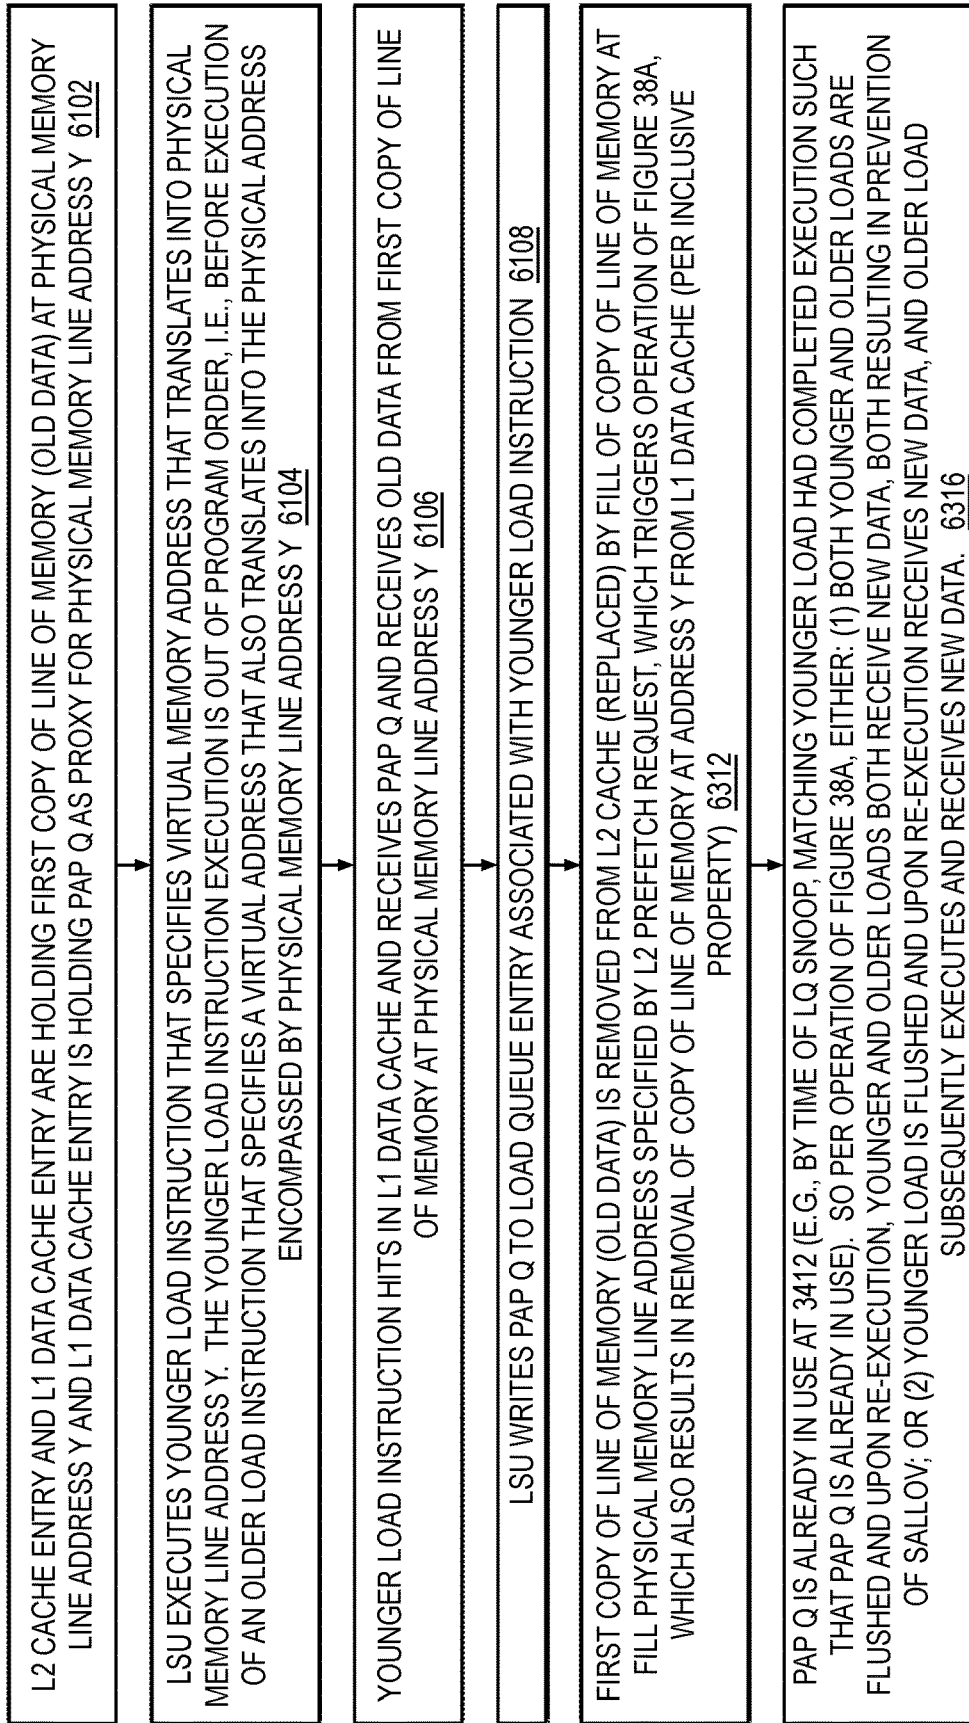 L2 CACHE ENTRY AND L1 DATA CACHE ENTRY ARE HOLDING FIRST COPY OF LINE OF MEMORY (OLD DATA) AT PHYSICAL MEMORY
LINE ADDRESS Y AND L1 DATA CACHE ENTRY IS HOLDING PAP Q AS PROXY FOR PHYSICAL MEMORY LINE ADDRESS Y 6102
LSU EXECUTES YOUNGER LOAD INSTRUCTION THAT SPECIFIES VIRTUAL MEMORY ADDRESS THAT TRANSLATES INTO PHYSICAL
MEMORY LINE ADDRESS Y. THE YOUNGER LOAD INSTRUCTION EXECUTION IS OUT OF PROGRAM ORDER, I.E., BEFORE EXECUTION
OF AN OLDER LOAD INSTRUCTION THAT SPECIFIES A VIRTUAL ADDRESS THAT ALSO TRANSLATES INTO THE PHYSICAL ADDRESS
ENCOMPASSED BY PHYSICAL MEMORY LINE ADDRESS Y 6104
YOUNGER LOAD INSTRUCTION HITS IN L1 DATA CACHE AND RECEIVES PAP Q AND RECEIVES OLD DATA FROM FIRST COPY OF LINE
OF MEMORY AT PHYSICAL MEMORY LINE ADDRESS Y 6106
LSU WRITES PAP Q TO LOAD QUEUE ENTRY ASSOCIATED WITH YOUNGER LOAD INSTRUCTION 6108
FIRST COPY OF LINE OF MEMORY (OLD DATA) IS REMOVED FROM L2 CACHE (REPLACED) BY FILL OF COPY OF LINE OF MEMORY AT
FILL PHYSICAL MEMORY LINE ADDRESS SPECIFIED BY L2 PREFETCH REQUEST, WHICH TRIGGERS OPERATION OF FIGURE 38A,
WHICH ALSO RESULTS IN REMOVAL OF COPY OF LINE OF MEMORY AT ADDRESS Y FROM L1 DATA CACHE (PER INCLUSIVE
PROPERTY) 6312
PAP Q IS ALREADY IN USE AT 3412 (E.G., BY TIME OF LQ SNOOP, MATCHING YOUNGER LOAD HAD COMPLETED EXECUTION SUCH
THAT PAP Q IS ALREADY IN USE). SO PER OPERATION OF FIGURE 38A, EITHER: (1) BOTH YOUNGER AND OLDER LOADS ARE
FLUSHED AND UPON RE-EXECUTION, YOUNGER AND OLDER LOADS BOTH RECEIVE NEW DATA, BOTH RESULTING IN PREVENTION
OF SALLOV; OR (2) YOUNGER LOAD IS FLUSHED AND UPON RE-EXECUTION RECEIVES NEW DATA, AND OLDER LOAD
SUBSEQUENTLY EXECUTES AND RECEIVES NEW DATA. 6316